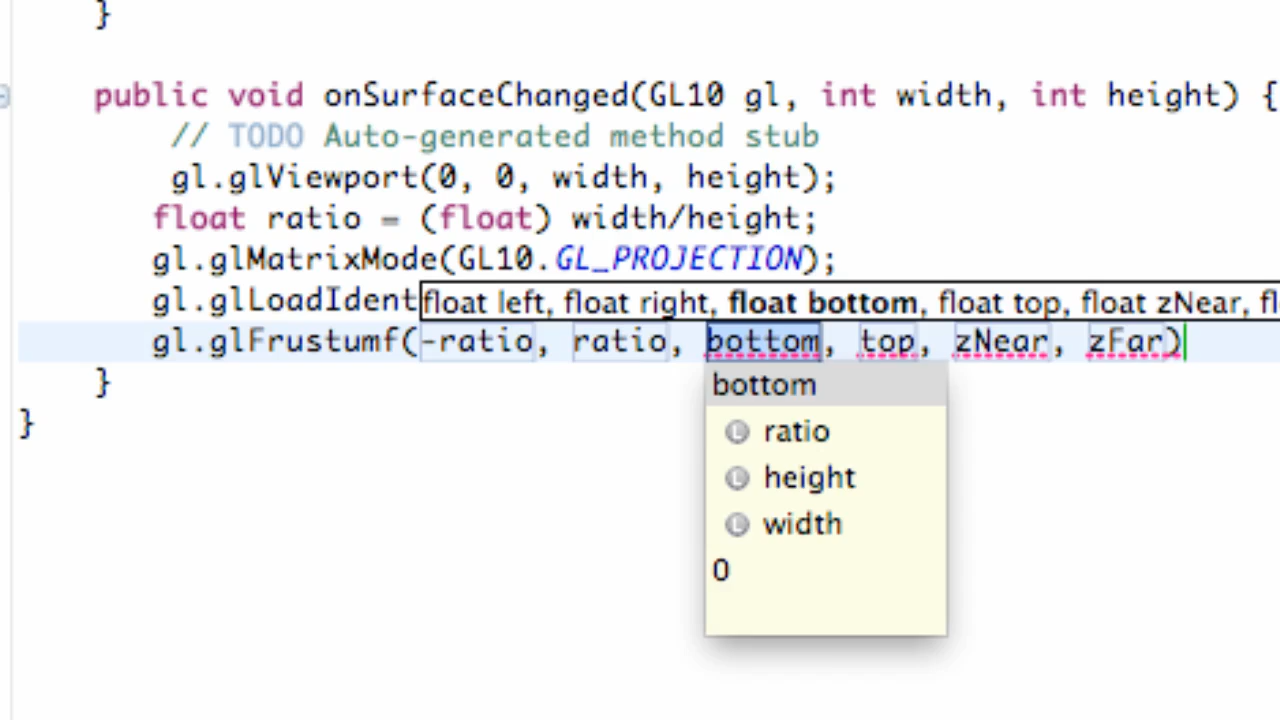 }
public void onSurfaceChanged(GL10 gl, int width, int height) {
// TODO Auto-generated method stub
gl.glViewport(0, 0, width, height);
float ratio = (float) width/height;
gl.glMatrixMode(GL10.GL_PROJECTION);
gl.glLoadIdent
float left, float right, float bottom, float top, float zNear, fl
gl.glFrustumf(-ratio, ratio, bottom, top, zNear, zFar)
}
}
bottom
L ratio
L height
L width
0